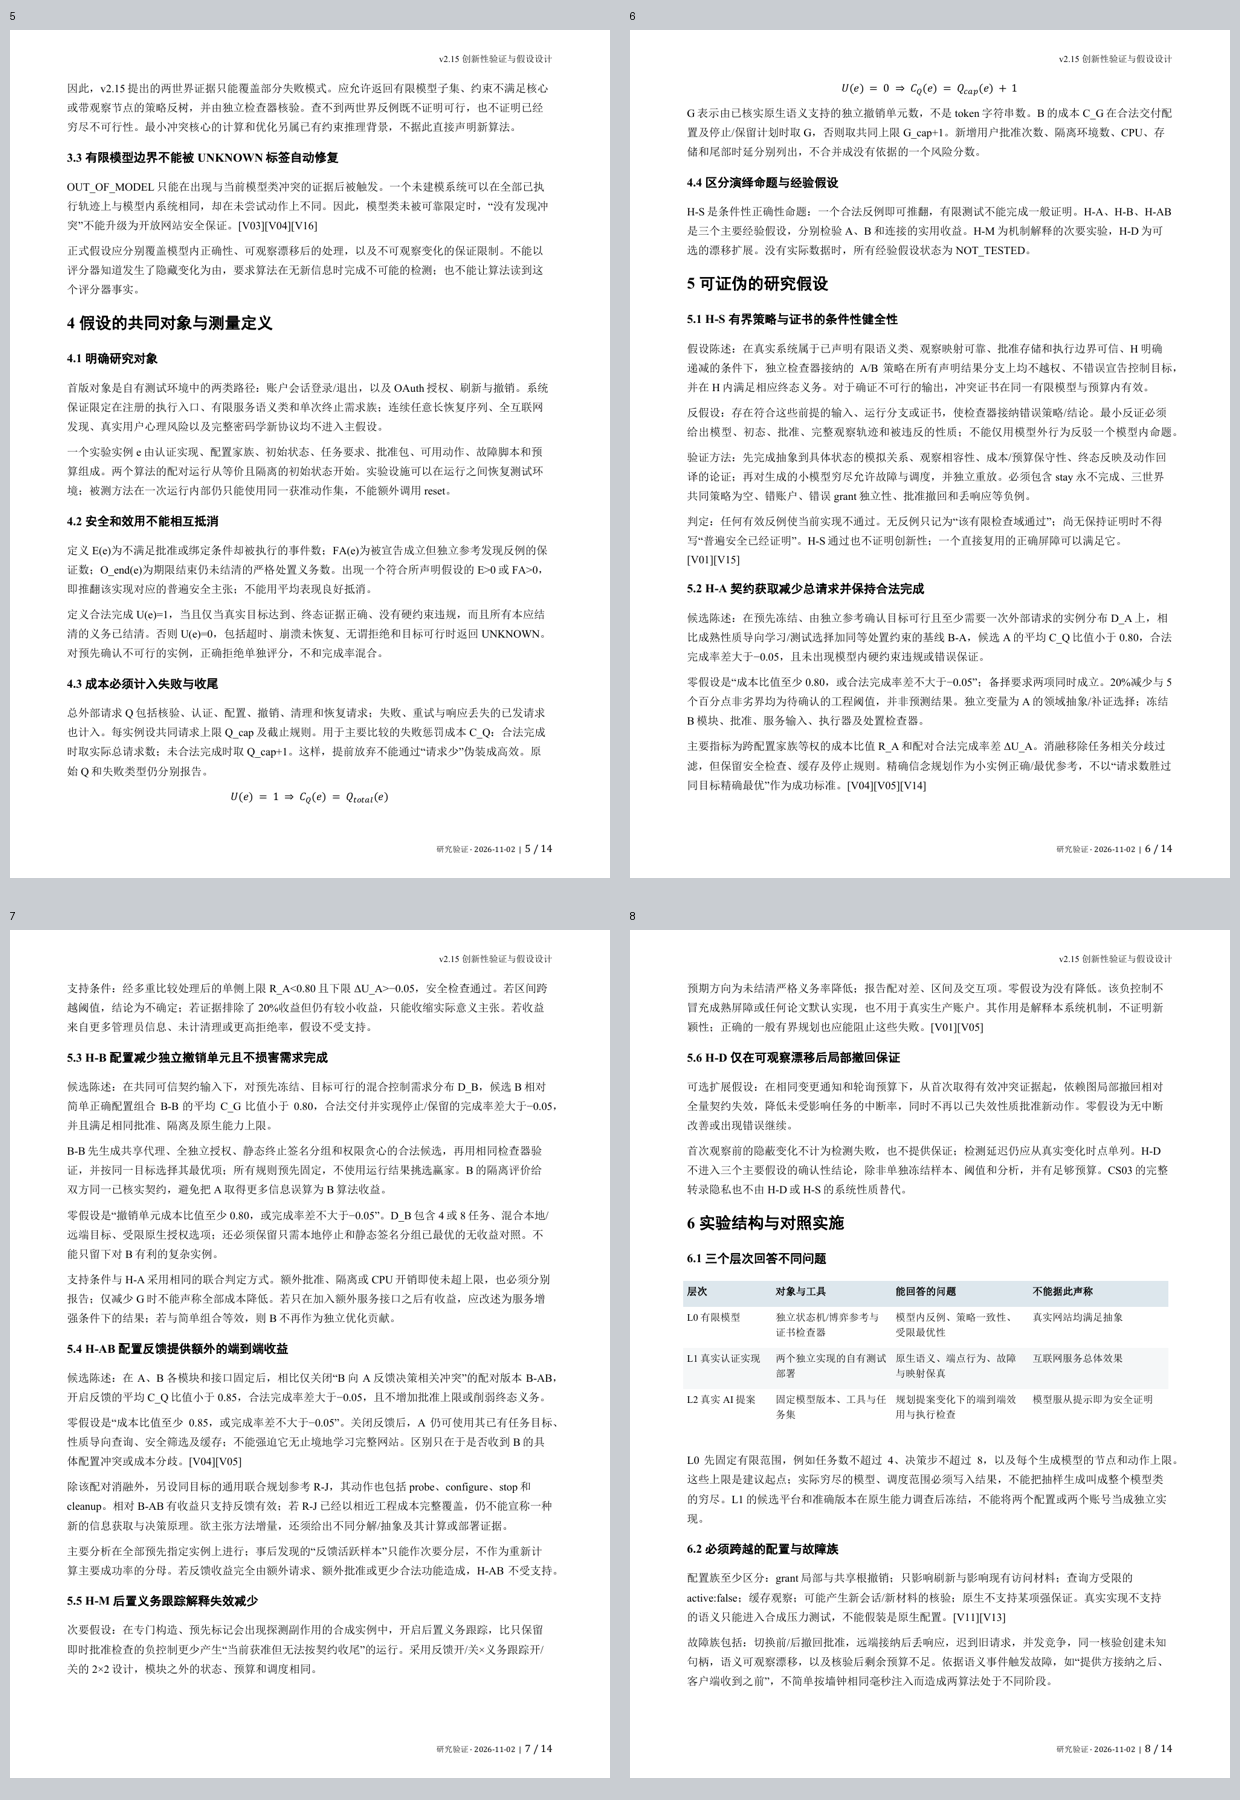 5
v2.15 创新性验证与假设设计
因此，v2.15 提出的两世界证据只能覆盖部分失败模式。应允许返回有限模型子集、约束不满足核心
或带观察节点的策略反树，并由独立检查器核验。查不到两世界反例既不证明可行，也不证明已经
穷尽不可行性。最小冲突核心的计算和优化另属已有约束推理背景，不据此直接声明新算法。
3.3 有限模型边界不能被 UNKNOWN 标签自动修复
OUT_OF_MODEL 只能在出现与当前模型类冲突的证据后被触发。一个未建模系统可以在全部已执
行轨迹上与模型内系统相同，却在未尝试动作上不同。因此，模型类未被可靠限定时，“没有发现冲
突”不能升级为开放网站安全保证。[V03][V04][V16]
正式假设应分别覆盖模型内正确性、可观察漂移后的处理，以及不可观察变化的保证限制。不能以
评分器知道发生了隐藏变化为由，要求算法在无新信息时完成不可能的检测；也不能让算法读到这
个评分器事实。
4 假设的共同对象与测量定义
4.1 明确研究对象
首版对象是自有测试环境中的两类路径：账户会话登录/退出，以及 OAuth 授权、刷新与撤销。系统
保证限定在注册的执行入口、有限服务语义类和单次终止需求族；连续任意长恢复序列、全互联网
发现、真实用户心理风险以及完整密码学新协议均不进入主假设。
一个实验实例 e 由认证实现、配置家族、初始状态、任务要求、批准包、可用动作、故障脚本和预
算组成。两个算法的配对运行从等价且隔离的初始状态开始。实验设施可以在运行之间恢复测试环
境；被测方法在一次运行内部仍只能使用同一获准动作集，不能额外调用 reset。
4.2 安全和效用不能相互抵消
定义 E(e)为不满足批准或绑定条件却被执行的事件数；FA(e)为被宣告成立但独立参考发现反例的保
证数；O_end(e)为期限结束仍未结清的严格处置义务数。出现一个符合所声明假设的 E>0 或 FA>0，
即推翻该实现对应的普遍安全主张；不能用平均表现良好抵消。
定义合法完成 U(e)=1，当且仅当真实目标达到、终态证据正确、没有硬约束违规，而且所有本应结
清的义务已结清。否则 U(e)=0，包括超时、崩溃未恢复、无谓拒绝和目标可行时返回 UNKNOWN。
对预先确认不可行的实例，正确拒绝单独评分，不和完成率混合。
4.3 成本必须计入失败与收尾
总外部请求 Q 包括核验、认证、配置、撤销、清理和恢复请求；失败、重试与响应丢失的已发请求
也计入。每实例设共同请求上限 Q_cap 及截止规则。用于主要比较的失败惩罚成本 C_Q：合法完成
时取实际总请求数；未合法完成时取 Q_cap+1。这样，提前放弃不能通过“请求少”伪装成高效。原
始 Q 和失败类型仍分别报告。
U(e) = 1 ⇒ C_Q(e) = Q_total(e)
研究验证 · 2026-11-02 | 5 / 14
6
v2.15 创新性验证与假设设计
U(e) = 0 ⇒ C_Q(e) = Q_cap(e) + 1
G 表示由已核实原生语义支持的独立撤销单元数，不是 token 字符串数。B 的成本 C_G 在合法交付配
置及停止/保留计划时取 G，否则取共同上限 G_cap+1。新增用户批准次数、隔离环境数、CPU、存
储和尾部时延分别列出，不合并成没有依据的一个风险分数。
4.4 区分演绎命题与经验假设
H-S 是条件性正确性命题：一个合法反例即可推翻，有限测试不能完成一般证明。H-A、H-B、H-AB
是三个主要经验假设，分别检验 A、B 和连接的实用收益。H-M 为机制解释的次要实验，H-D 为可
选的漂移扩展。没有实际数据时，所有经验假设状态为 NOT_TESTED。
5 可证伪的研究假设
5.1 H-S 有界策略与证书的条件性健全性
假设陈述：在真实系统属于已声明有限语义类、观察映射可靠、批准存储和执行边界可信、H 明确
递减的条件下，独立检查器接纳的 A/B 策略在所有声明结果分支上均不越权、不错误宣告控制目标，
并在 H 内满足相应终态义务。对于确证不可行的输出，冲突证书在同一有限模型与预算内有效。
反假设：存在符合这些前提的输入、运行分支或证书，使检查器接纳错误策略/结论。最小反证必须
给出模型、初态、批准、完整观察轨迹和被违反的性质；不能仅用模型外行为反驳一个模型内命题。
验证方法：先完成抽象到具体状态的模拟关系、观察相容性、成本/预算保守性、终态反映及动作回
译的论证；再对生成的小模型穷尽允许故障与调度，并独立重放。必须包含 stay 永不完成、三世界
共同策略为空、错账户、错误 grant 独立性、批准撤回和丢响应等负例。
判定：任何有效反例使当前实现不通过。无反例只记为“该有限检查域通过”；尚无保持证明时不得
写“普遍安全已经证明”。H-S 通过也不证明创新性；一个直接复用的正确屏障可以满足它。
[V01][V15]
5.2 H-A 契约获取减少总请求并保持合法完成
候选陈述：在预先冻结、由独立参考确认目标可行且至少需要一次外部请求的实例分布 D_A 上，相
比成熟性质导向学习/测试选择加同等处置约束的基线 B-A，候选 A 的平均 C_Q 比值小于 0.80，合法
完成率差大于−0.05，且未出现模型内硬约束违规或错误保证。
零假设是“成本比值至少 0.80，或合法完成率差不大于−0.05”；备择要求两项同时成立。20%减少与 5
个百分点非劣界均为待确认的工程阈值，并非预测结果。独立变量为 A 的领域抽象/补证选择；冻结
B 模块、批准、服务输入、执行器及处置检查器。
主要指标为跨配置家族等权的成本比值 R_A 和配对合法完成率差 ΔU_A。消融移除任务相关分歧过
滤，但保留安全检查、缓存及停止规则。精确信念规划作为小实例正确/最优参考，不以“请求数胜过
同目标精确最优”作为成功标准。[V04][V05][V14]
研究验证 · 2026-11-02 | 6 / 14
7
v2.15 创新性验证与假设设计
支持条件：经多重比较处理后的单侧上限 R_A<0.80 且下限 ΔU_A>−0.05，安全检查通过。若区间跨
越阈值，结论为不确定；若证据排除了 20%收益但仍有较小收益，只能收缩实际意义主张。若收益
来自更多管理员信息、未计清理或更高拒绝率，假设不受支持。
5.3 H-B 配置减少独立撤销单元且不损害需求完成
候选陈述：在共同可信契约输入下，对预先冻结、目标可行的混合控制需求分布 D_B，候选 B 相对
简单正确配置组合 B-B 的平均 C_G 比值小于 0.80，合法交付并实现停止/保留的完成率差大于−0.05，
并且满足相同批准、隔离及原生能力上限。
B-B 先生成共享代理、全独立授权、静态终止签名分组和权限贪心的合法候选，再用相同检查器验
证，并按同一目标选择其最优项；所有规则预先固定，不使用运行结果挑选赢家。B 的隔离评价给
双方同一已核实契约，避免把 A 取得更多信息误算为 B 算法收益。
零假设是“撤销单元成本比值至少 0.80，或完成率差不大于−0.05”。D_B 包含 4 或 8 任务、混合本地/
远端目标、受限原生授权选项；还必须保留只需本地停止和静态签名分组已最优的无收益对照。不
能只留下对 B 有利的复杂实例。
支持条件与 H-A 采用相同的联合判定方式。额外批准、隔离或 CPU 开销即使未超上限，也必须分别
报告；仅减少 G 时不能声称全部成本降低。若只在加入额外服务接口之后有收益，应改述为服务增
强条件下的结果；若与简单组合等效，则 B 不再作为独立优化贡献。
5.4 H-AB 配置反馈提供额外的端到端收益
候选陈述：在 A、B 各模块和接口固定后，相比仅关闭“B 向 A 反馈决策相关冲突”的配对版本 B-AB，
开启反馈的平均 C_Q 比值小于 0.85，合法完成率差大于−0.05，且不增加批准上限或削弱终态义务。
零假设是“成本比值至少 0.85，或完成率差不大于−0.05”。关闭反馈后，A 仍可使用其已有任务目标、
性质导向查询、安全筛选及缓存；不能强迫它无止境地学习完整网站。区别只在于是否收到 B 的具
体配置冲突或成本分歧。[V04][V05]
除该配对消融外，另设同目标的通用联合规划参考 R-J，其动作也包括 probe、configure、stop 和
cleanup。相对 B-AB 有收益只支持反馈有效；若 R-J 已经以相近工程成本完整覆盖，仍不能宣称一种
新的信息获取与决策原理。欲主张方法增量，还须给出不同分解/抽象及其计算或部署证据。
主要分析在全部预先指定实例上进行；事后发现的“反馈活跃样本”只能作次要分层，不作为重新计
算主要成功率的分母。若反馈收益完全由额外请求、额外批准或更少合法功能造成，H-AB 不受支持。
5.5 H-M 后置义务跟踪解释失效减少
次要假设：在专门构造、预先标记会出现探测副作用的合成实例中，开启后置义务跟踪，比只保留
即时批准检查的负控制更少产生“当前获准但无法按契约收尾”的运行。采用反馈开/关×义务跟踪开/
关的 2×2 设计，模块之外的状态、预算和调度相同。
研究验证 · 2026-11-02 | 7 / 14
8
v2.15 创新性验证与假设设计
预期方向为未结清严格义务率降低；报告配对差、区间及交互项。零假设为没有降低。该负控制不
冒充成熟屏障或任何论文默认实现，也不用于真实生产账户。其作用是解释本系统机制，不证明新
颖性；正确的一般有界规划也应能阻止这些失败。[V01][V05]
5.6 H-D 仅在可观察漂移后局部撤回保证
可选扩展假设：在相同变更通知和轮询预算下，从首次取得有效冲突证据起，依赖图局部撤回相对
全量契约失效，降低未受影响任务的中断率，同时不再以已失效性质批准新动作。零假设为无中断
改善或出现错误继续。
首次观察前的隐蔽变化不计为检测失败，也不提供保证；检测延迟仍应从真实变化时点单列。H-D
不进入三个主要假设的确认性结论，除非单独冻结样本、阈值和分析，并有足够预算。CS03 的完整
转录隐私也不由 H-D 或 H-S 的系统性质替代。
6 实验结构与对照实施
6.1 三个层次回答不同问题
层次 对象与工具 能回答的问题 不能据此声称
L0 有限模型 独立状态机/博弈参考与 模型内反例、策略一致性、 真实网站均满足抽象
证书检查器 受限最优性
L1 真实认证实现 两个独立实现的自有测试 原生语义、端点行为、故障 互联网服务总体效果
部署 与映射保真
L2 真实 AI 提案 固定模型版本、工具与任 规划提案变化下的端到端效 模型服从提示即为安全证明
务集 用与执行检查
L0 先固定有限范围，例如任务数不超过 4、决策步不超过 8，以及每个生成模型的节点和动作上限。
这些上限是建议起点；实际穷尽的模型、调度范围必须写入结果，不能把抽样生成叫成整个模型类
的穷尽。L1 的候选平台和准确版本在原生能力调查后冻结，不能将两个配置或两个账号当成独立实
现。
6.2 必须跨越的配置与故障族
配置族至少区分：grant 局部与共享根撤销；只影响刷新与影响现有访问材料；查询方受限的
active:false；缓存观察；可能产生新会话/新材料的核验；原生不支持某项强保证。真实实现不支持
的语义只能进入合成压力测试，不能假装是原生配置。[V11][V13]
故障族包括：切换前/后撤回批准，远端接纳后丢响应，迟到旧请求，并发竞争，同一核验创建未知
句柄，语义可观察漂移，以及核验后剩余预算不足。依据语义事件触发故障，如“提供方接纳之后、
客户端收到之前”，不简单按墙钟相同毫秒注入而造成两算法处于不同阶段。
研究验证 · 2026-11-02 | 8 / 14